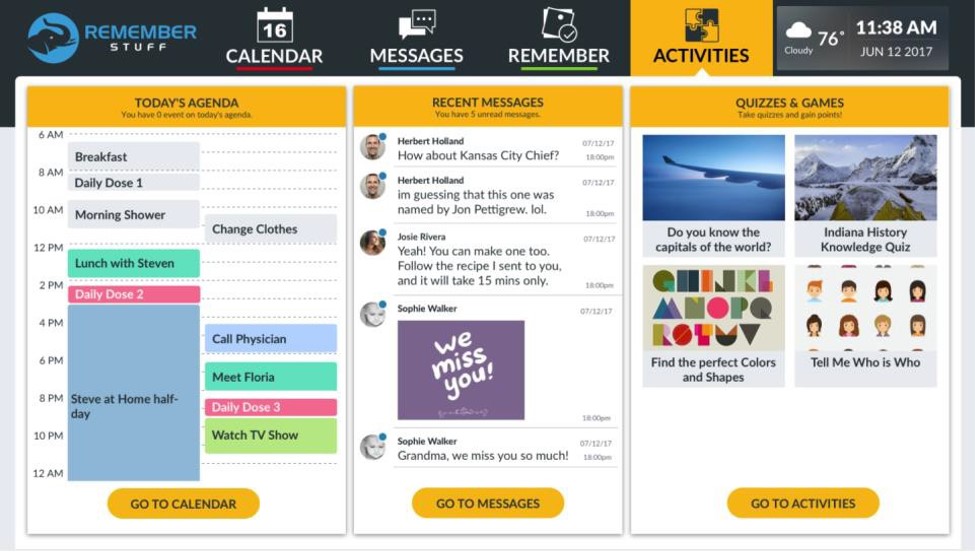 REMEMBER
STUFF
16
CALENDAR
MESSAGES
REMEMBER
ACTIVITIES
Cloudy
76°
11:38 AM
JUN 12 2017
TODAY'S AGENDA
You have 0 event on today's agenda.
6 AM
Breakfast
8 AM
Daily Dose 1
10 AM
Morning Shower
Change Clothes
12 PM
Lunch with Steven
2 PM
Daily Dose 2
4 PM
Call Physician
6 PM
Meet Floria
8 PM
Steve at Home half-
day
Daily Dose 3
10 PM
Watch TV Show
12 AM
GO TO CALENDAR
RECENT MESSAGES
You have 5 unread messages.
Herbert Holland
07/12/17
How about Kansas City Chief?
18:00pm
Herbert Holland
07/12/17
im guessing that this one was
named by Jon Pettigrew. lol.
18:00pm
Josie Rivera
07/12/17
Yeah! You can make one too.
Follow the recipe I sent to you,
and it will take 15 mins only.
18:00pm
Sophie Walker
07/12/17
we
miss
you!
18:00pm
Sophie Walker
07/12/17
Grandma, we miss you so much!
18:00pm
GO TO MESSAGES
QUIZZES & GAMES
Take quizzes and gain points!
Do you know the
capitals of the world?
Indiana History
Knowledge Quiz
GHIJKL
MNOPQ
RSTUV
Find the perfect Colors
and Shapes
Tell Me Who is Who
GO TO ACTIVITIES